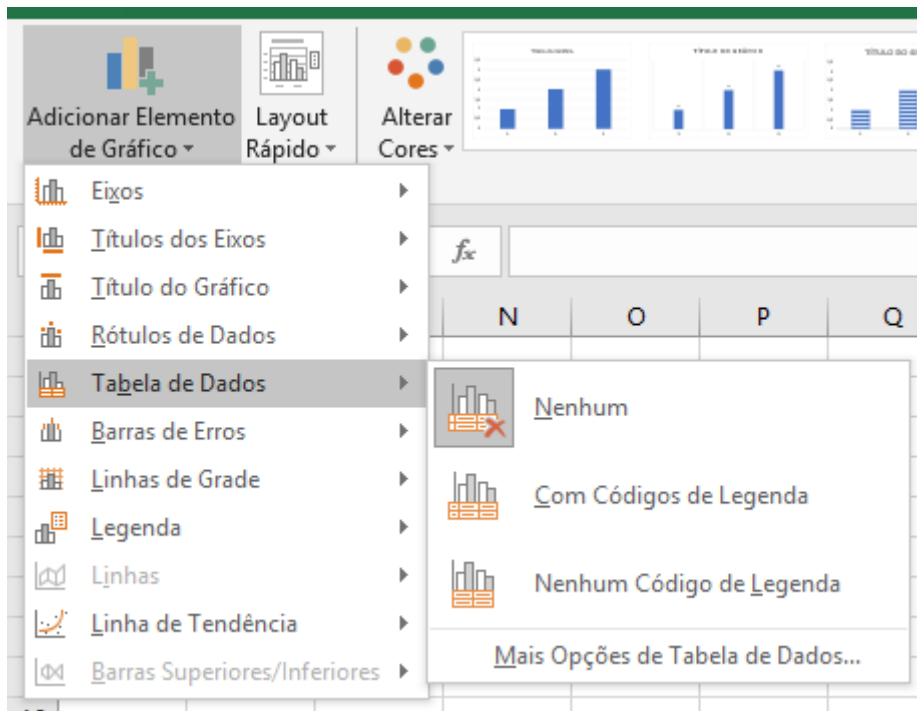 Adicionar Elemento
de Gráfico
Layout
Rápido
Alterar
Cores
Eixos
Títulos dos Eixos
Título do Gráfico
Rótulos de Dados
Tabela de Dados
Barras de Erros
Linhas de Grade
Legenda
Linhas
Linha de Tendência
Barras Superiores/Inferiores
fx
N O P Q
Nenhum
Com Códigos de Legenda
Nenhum Código de Legenda
Mais Opções de Tabela de Dados...